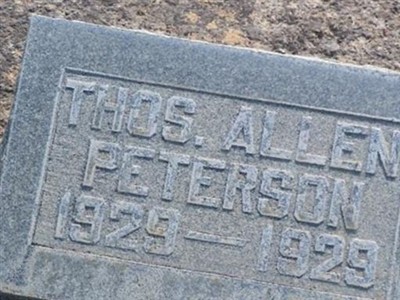 THOS. ALLEN
PETERSON
1929 — 1929